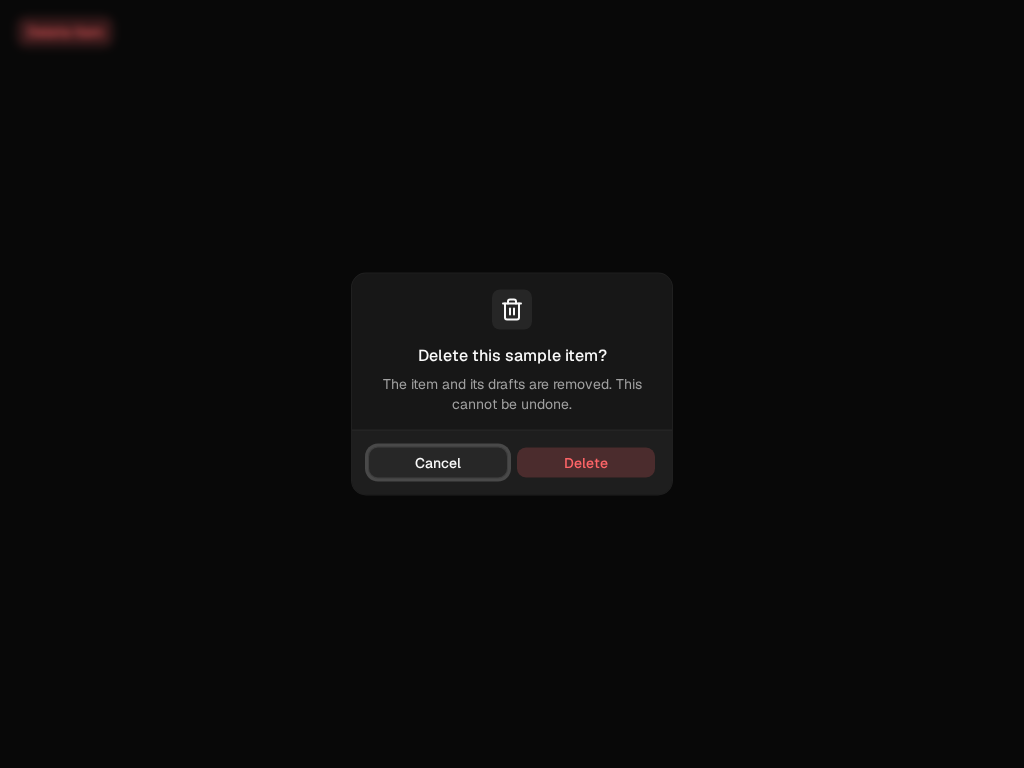 Delete this sample item?
The item and its drafts are removed. This
cannot be undone.
Cancel
Delete